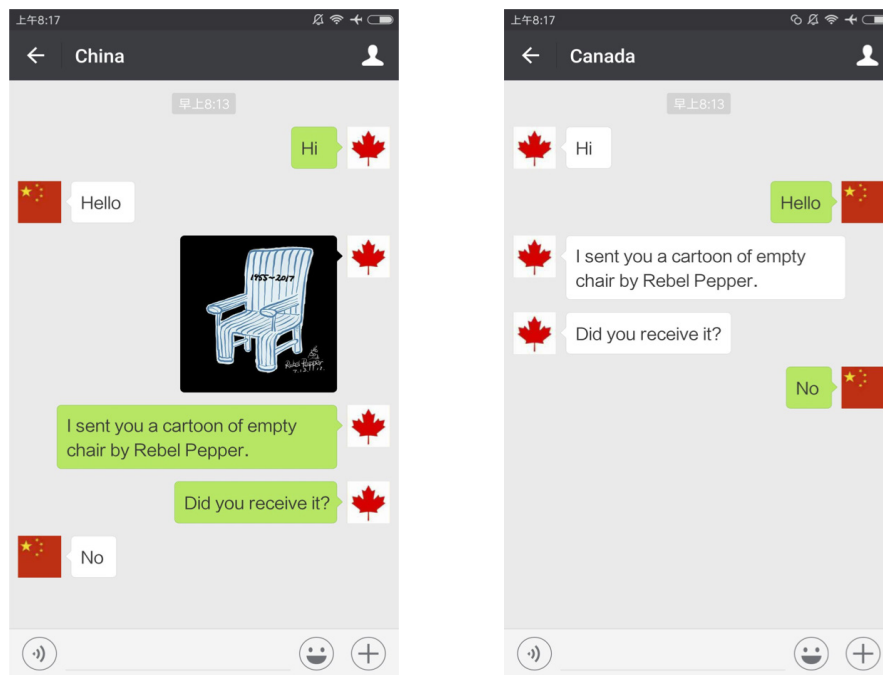 上午8:17
China
早上8:13
Hi
Hello
1955-2017
Rebel Pepper
I sent you a cartoon of empty
chair by Rebel Pepper.
Did you receive it?
No
上午8:17
Canada
早上8:13
Hi
Hello
I sent you a cartoon of empty
chair by Rebel Pepper.
Did you receive it?
No